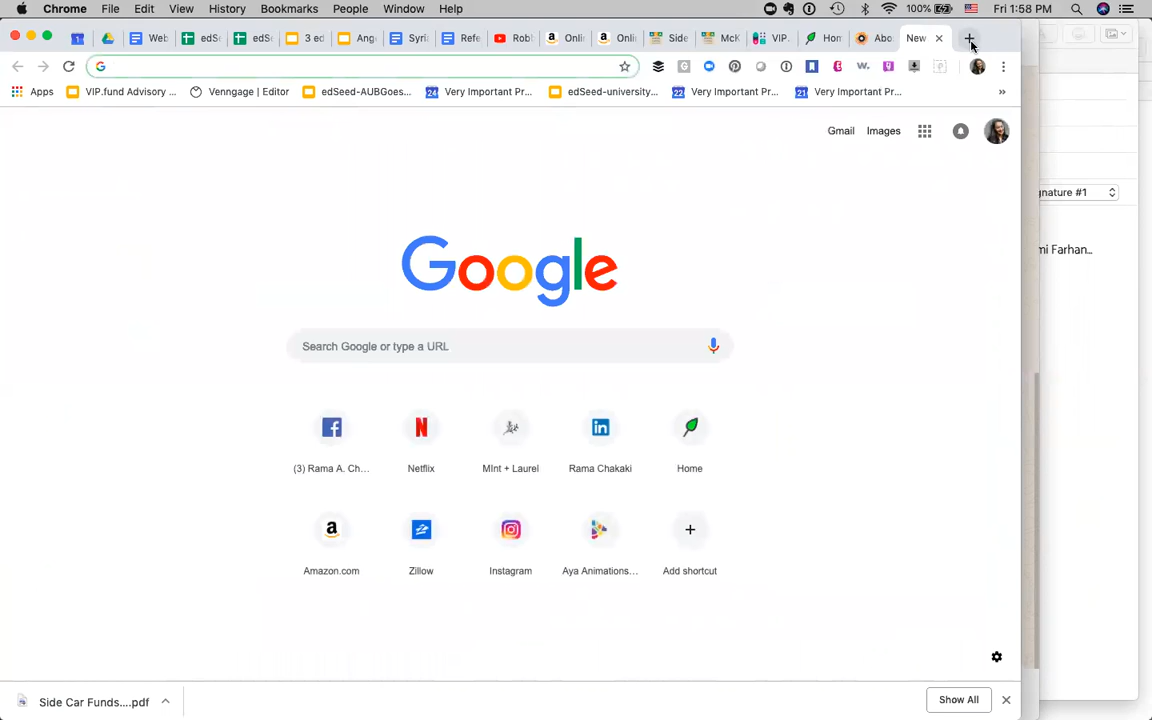 Chrome File Edit View History Bookmarks People Window Help 100% Fri 1:58 PM
Web edSe edSe 3 ed Ang Syri Refe Rob Onli Onli Side McK VIP. Hon Abo New
Apps VIP.fund Advisory ... Venngage | Editor edSeed-AUBGoes... Very Important Pr... edSeed-university... Very Important Pr... Very Important Pr... »
Gmail Images
gnature #1
mi Farhan...
Google
Search Google or type a URL
(3) Rama A. Ch... Netflix MInt + Laurel Rama Chakaki Home
Amazon.com Zillow Instagram Aya Animations... Add shortcut
Side Car Funds....pdf Show All